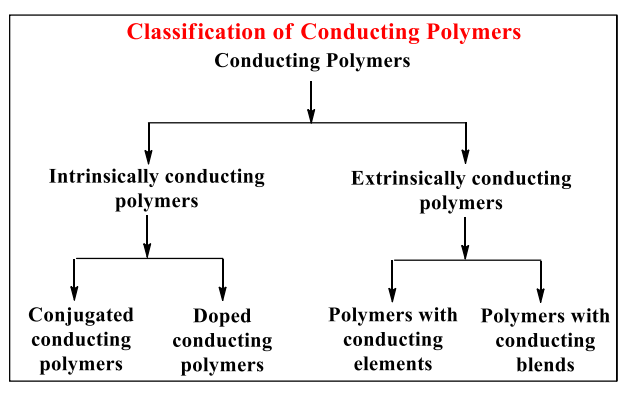 Classification of Conducting Polymers
Conducting Polymers
Intrinsically conducting
polymers
Extrinsically conducting
polymers
Conjugated
conducting
polymers
Doped
conducting
polymers
Polymers with
conducting
elements
Polymers with
conducting
blends